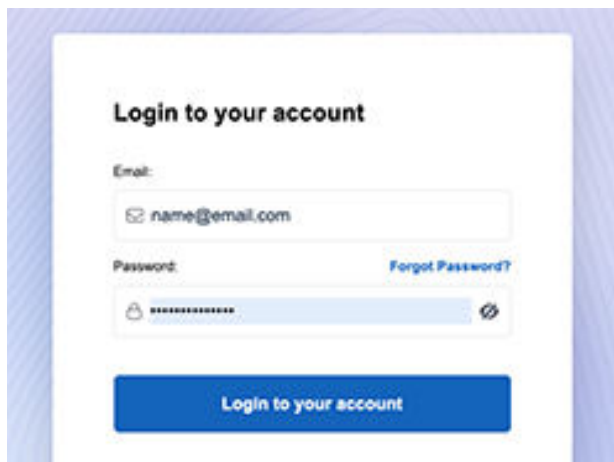 Login to your account
Email:
name@email.com
Password: Forgot Password?
••••••••••••••
Login to your account